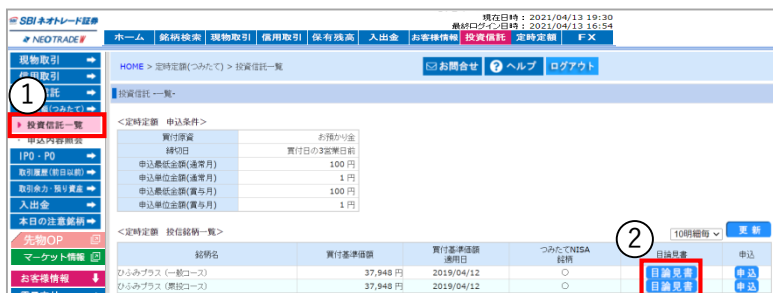 SBIネオトレード証券
現在日時：2021/04/13 19:30
最終ログイン日時：2021/04/13 16:54
NEOTRADE W
ホーム 銘柄検索 現物取引 信用取引 保有残高 入出金 お客様情報 投資信託 定時定額 FX
HOME > 定時定額(つみたて) > 投資信託一覧
お問合せ ヘルプ ログアウト
現物取引
信用取引
①
信託
(つみたて)
投資信託一覧
申込内容照会
IPO・PO
取引履歴(前日以前)
取引余力・預り資産
入出金
本日の注意銘柄
先物OP
マーケット情報
お客様情報
投資信託 -一覧-
<定時定額 申込条件>
買付原資 お預かり金
締切日 買付日の3営業日前
申込最低金額(通常月) 100 円
申込単位金額(通常月) 1 円
申込最低金額(賞与月) 100 円
申込単位金額(賞与月) 1 円
<定時定額 投信銘柄一覧>
②
10明細毎 更新
銘柄名 買付基準価額 買付基準価額適用日 つみたてNISA銘柄 目論見書 申込
ひふみプラス（一般コース） 37,948 円 2019/04/12 ○ 目論見書 申込
ひふみプラス（累投コース） 37,948 円 2019/04/12 ○ 目論見書 申込